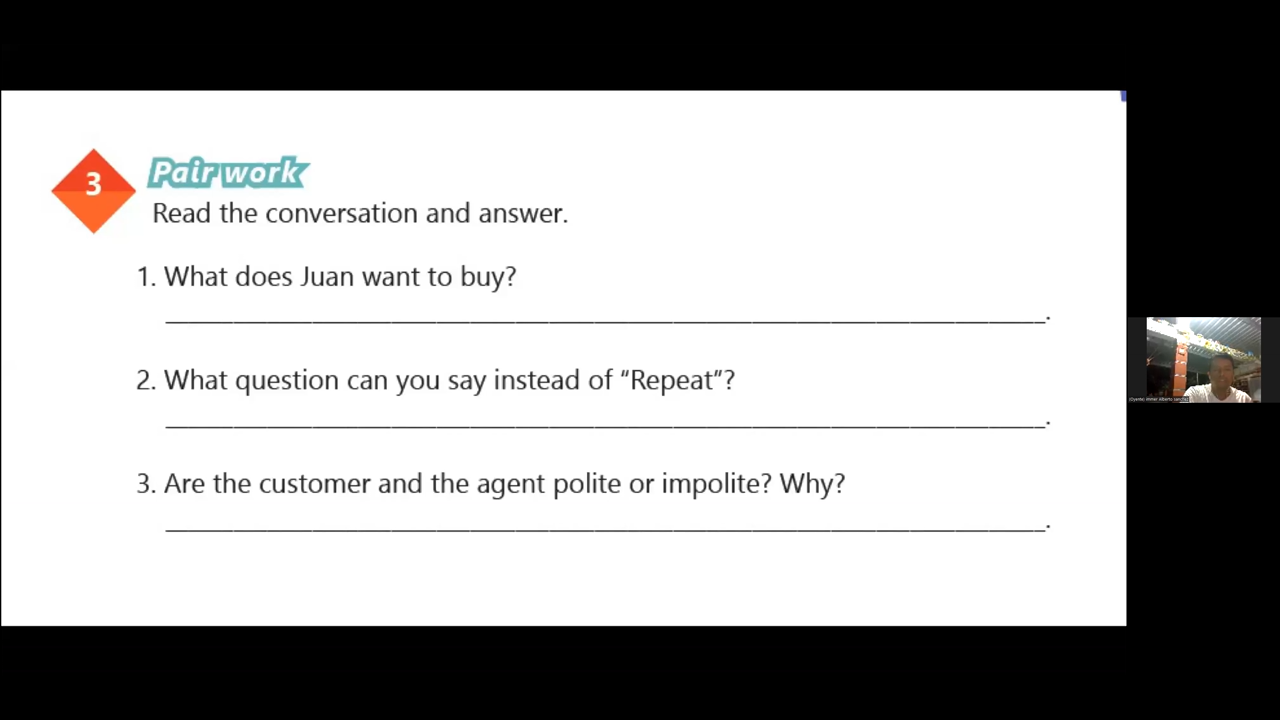 3
Pair work
Read the conversation and answer.
1. What does Juan want to buy?
.
2. What question can you say instead of “Repeat”?
.
3. Are the customer and the agent polite or impolite? Why?
.